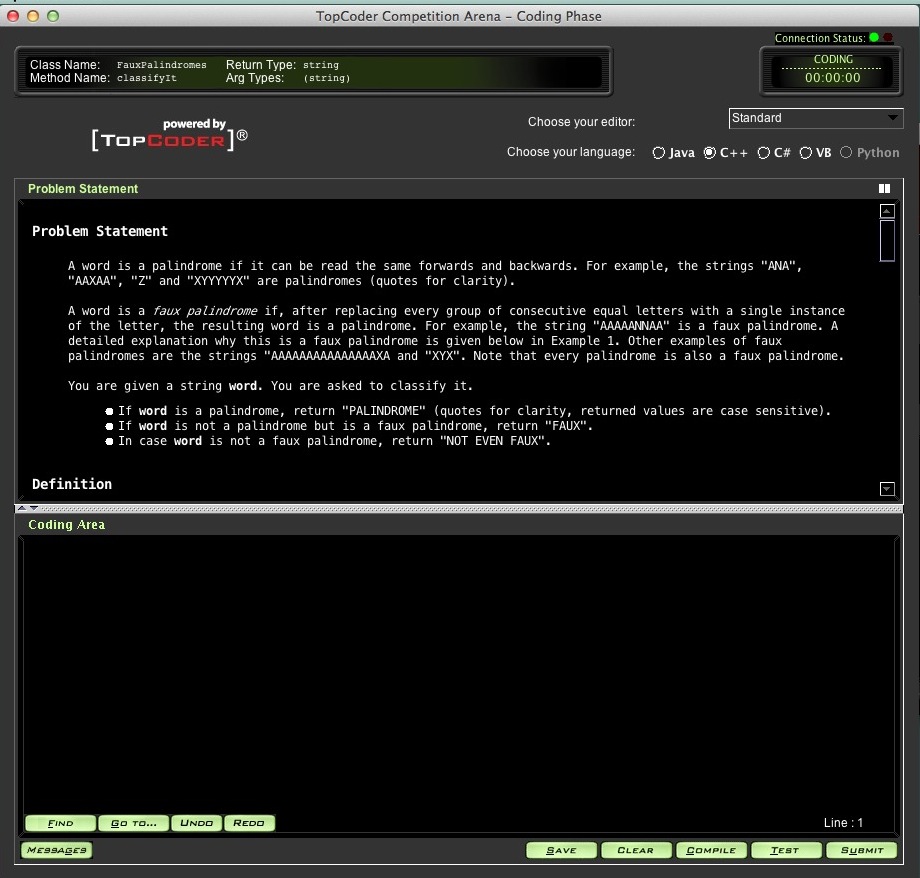 TopCoder Competition Arena – Coding Phase
Connection Status:
Class Name: FauxPalindromes Return Type: string
Method Name: classifyIt Arg Types: (string)
CODING
00:00:00
powered by
[TOPCODER]®
Choose your editor: Standard
Choose your language: Java C++ C# VB Python
Problem Statement
Problem Statement
A word is a palindrome if it can be read the same forwards and backwards. For example, the strings "ANA",
"AAXAA", "Z" and "XYYYYYX" are palindromes (quotes for clarity).
A word is a faux palindrome if, after replacing every group of consecutive equal letters with a single instance
of the letter, the resulting word is a palindrome. For example, the string "AAAAANNAA" is a faux palindrome. A
detailed explanation why this is a faux palindrome is given below in Example 1. Other examples of faux
palindromes are the strings "AAAAAAAAAAAAAAAXA and "XYX". Note that every palindrome is also a faux palindrome.
You are given a string word. You are asked to classify it.
If word is a palindrome, return "PALINDROME" (quotes for clarity, returned values are case sensitive).
If word is not a palindrome but is a faux palindrome, return "FAUX".
In case word is not a faux palindrome, return "NOT EVEN FAUX".
Definition
Coding Area
FIND GO TO... UNDO REDO Line : 1
MESSAGES SAVE CLEAR COMPILE TEST SUBMIT